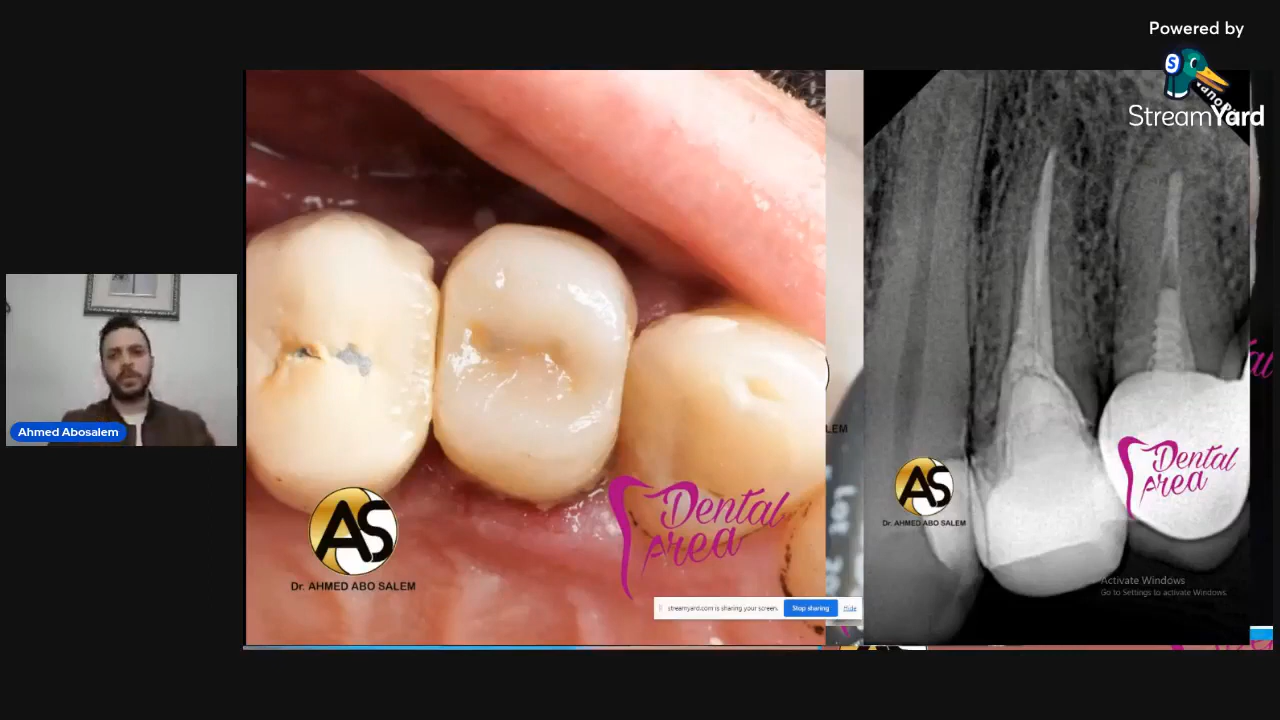 Powered by
StreamYard
Ahmed Abosalem
AS
Dr. AHMED ABO SALEM
Dental
Area
streamyard.com is sharing your screen.
Stop sharing
Hide
AS
Dr. AHMED ABO SALEM
Dental
Area
Activate Windows
Go to Settings to activate Windows.